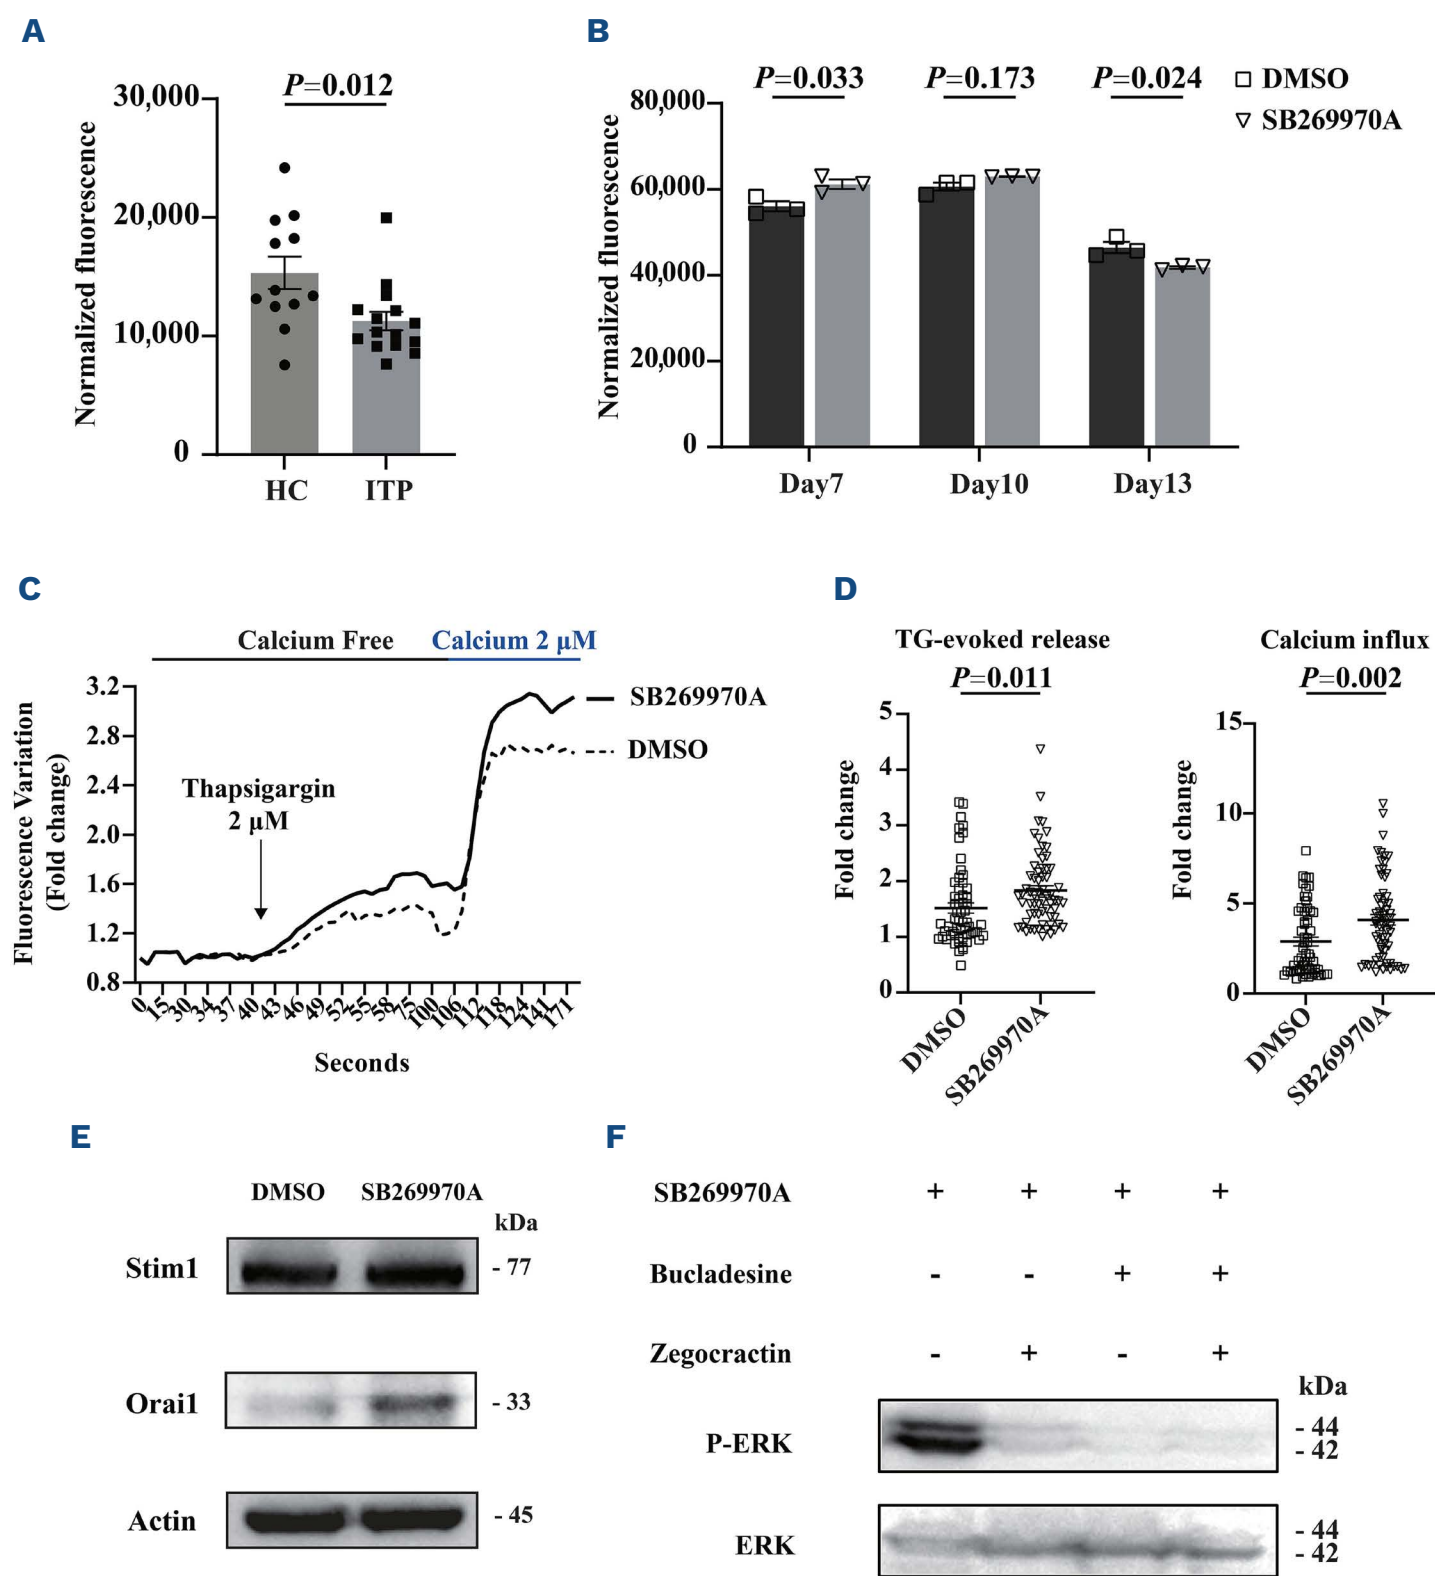 A
P=0.012
30,000
20,000
10,000
0
Normalized fluorescence
HC
ITP
B
P=0.033
P=0.173
P=0.024
DMSO
SB269970A
80,000
60,000
40,000
20,000
0
Normalized fluorescence
Day7
Day10
Day13
C
Calcium Free
Calcium 2 μM
3.2
2.8
2.4
2.0
1.6
1.2
0.8
Fluorescence Variation
(Fold change)
Thapsigargin
2 μM
SB269970A
DMSO
0
15
30
34
37
40
43
46
49
52
55
58
75
100
106
112
118
124
141
171
Seconds
D
TG-evoked release
P=0.011
5
4
3
2
1
0
Fold change
DMSO
SB269970A
Calcium influx
P=0.002
15
10
5
0
Fold change
DMSO
SB269970A
E
DMSO SB269970A
kDa
Stim1 - 77
Orai1 - 33
Actin - 45
F
SB269970A + + + +
Bucladesine - - + +
Zegocractin - + - +
kDa
P-ERK
- 44
- 42
ERK
- 44
- 42